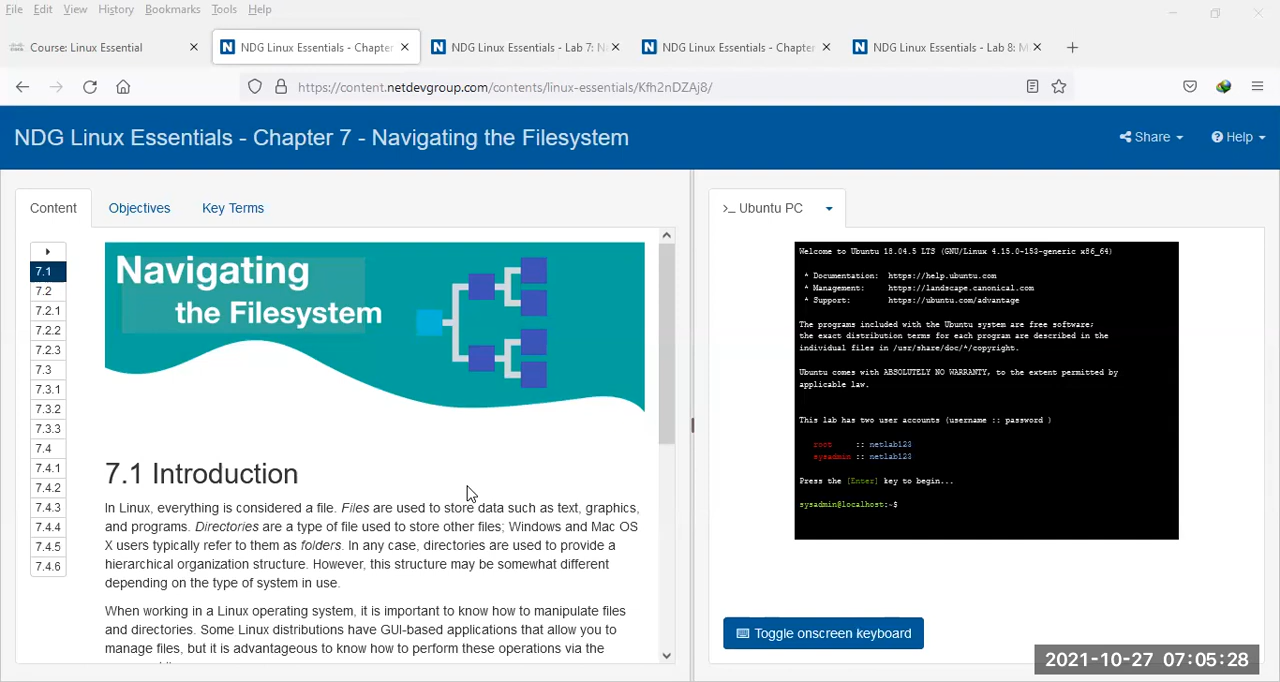 File Edit View History Bookmarks Tools Help
Course: Linux Essential
NDG Linux Essentials - Chapter
NDG Linux Essentials - Lab 7: N
NDG Linux Essentials - Chapter
NDG Linux Essentials - Lab 8: M
https://content.netdevgroup.com/contents/linux-essentials/Kfh2nDZAj8/
NDG Linux Essentials - Chapter 7 - Navigating the Filesystem
Share
Help
Content
Objectives
Key Terms
7.1
7.2
7.2.1
7.2.2
7.2.3
7.3
7.3.1
7.3.2
7.3.3
7.4
7.4.1
7.4.2
7.4.3
7.4.4
7.4.5
7.4.6
Navigating
the Filesystem
7.1 Introduction
In Linux, everything is considered a file. Files are used to store data such as text, graphics,
and programs. Directories are a type of file used to store other files; Windows and Mac OS
X users typically refer to them as folders. In any case, directories are used to provide a
hierarchical organization structure. However, this structure may be somewhat different
depending on the type of system in use.
When working in a Linux operating system, it is important to know how to manipulate files
and directories. Some Linux distributions have GUI-based applications that allow you to
manage files, but it is advantageous to know how to perform these operations via the
>_ Ubuntu PC
Welcome to Ubuntu 18.04.5 LTS (GNU/Linux 4.15.0-153-generic x86_64)
* Documentation: https://help.ubuntu.com
* Management: https://landscape.canonical.com
* Support: https://ubuntu.com/advantage
The programs included with the Ubuntu system are free software;
the exact distribution terms for each program are described in the
individual files in /usr/share/doc/*/copyright.
Ubuntu comes with ABSOLUTELY NO WARRANTY, to the extent permitted by
applicable law.
This lab has two user accounts (username :: password )
root :: netlab123
sysadmin :: netlab123
Press the [Enter] key to begin...
sysadmin@localhost:~$
Toggle onscreen keyboard
2021-10-27 07:05:28